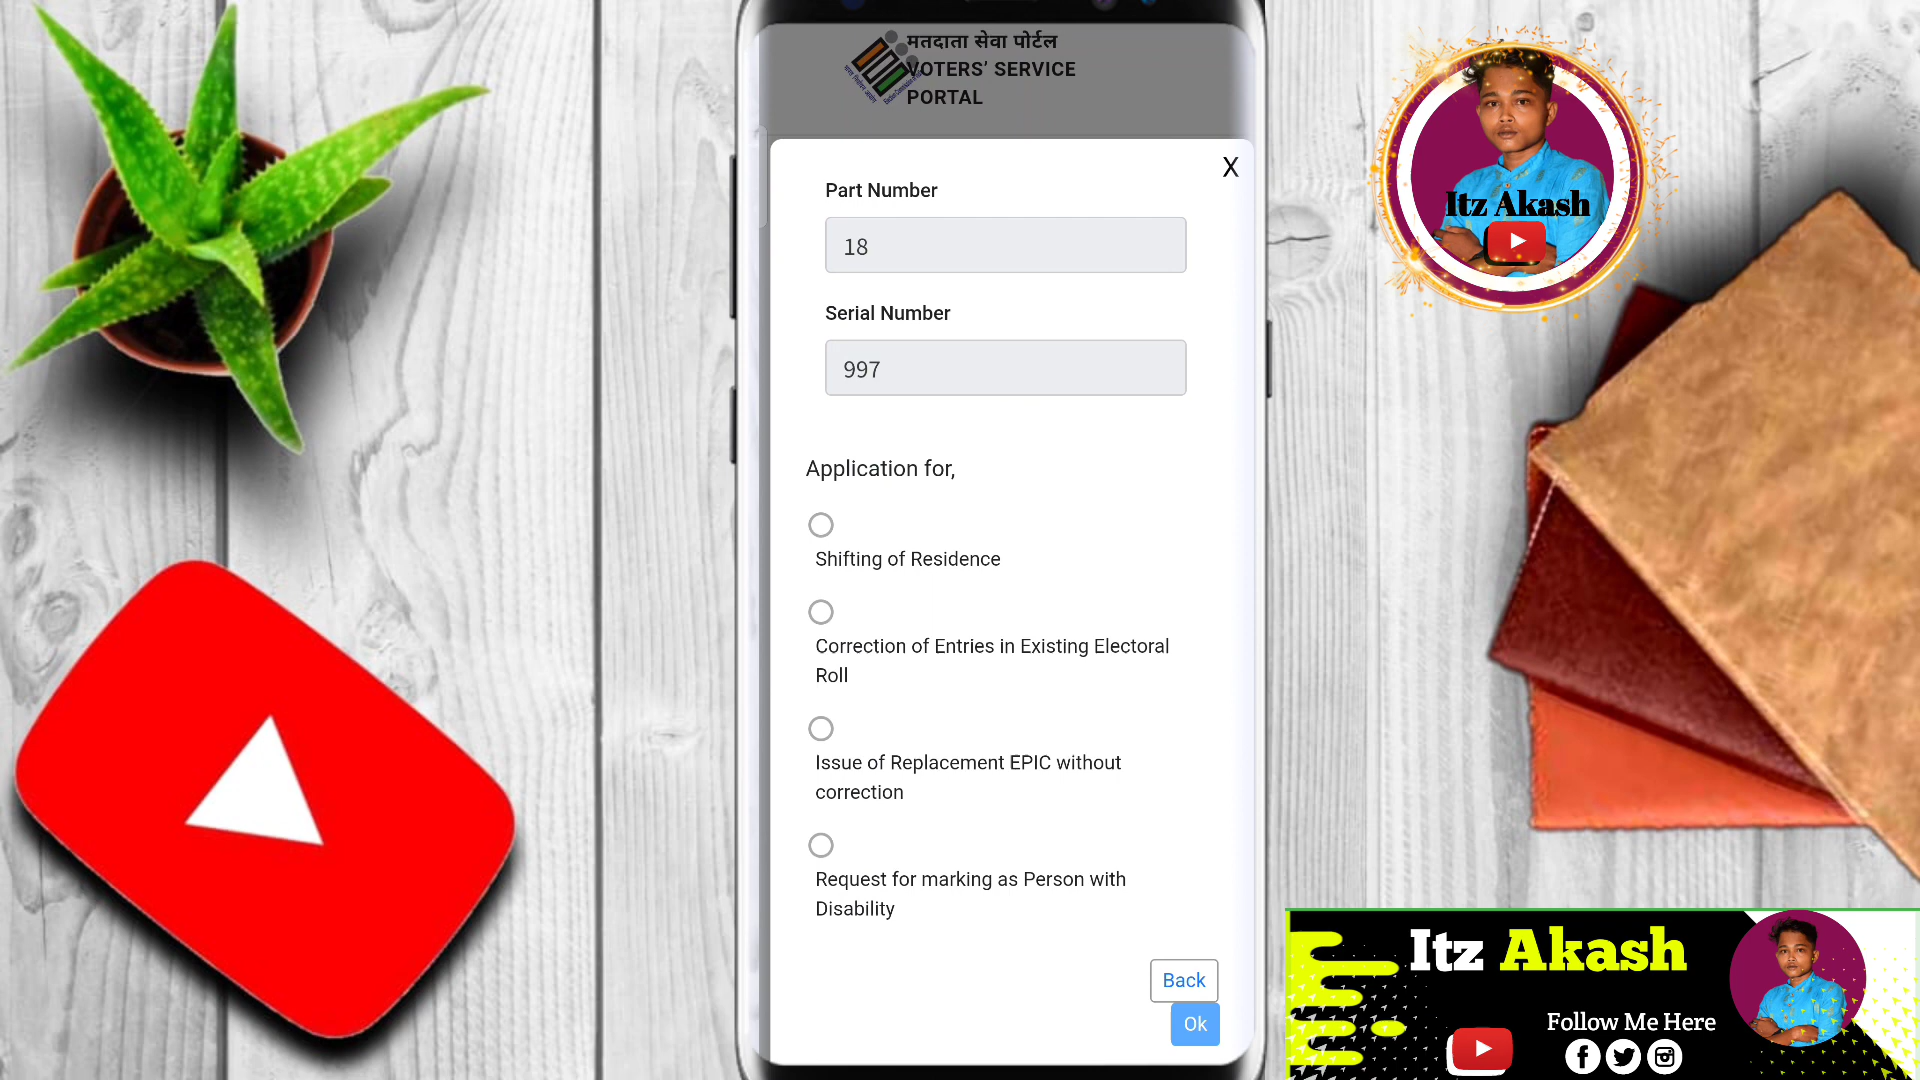 मतदाता सेवा पोर्टल
VOTERS’ SERVICE
PORTAL
X
Part Number
18
Serial Number
997
Application for,
Shifting of Residence
Correction of Entries in Existing Electoral
Roll
Issue of Replacement EPIC without
correction
Request for marking as Person with
Disability
Back
Ok
Itz Akash
Itz Akash
Follow Me Here